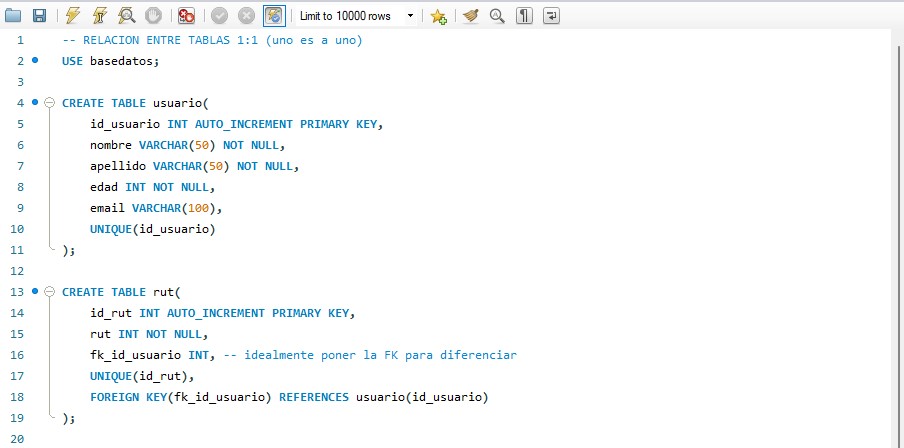 Limit to 10000 rows
1 -- RELACION ENTRE TABLAS 1:1 (uno es a uno)
2 USE basedatos;
3
4 CREATE TABLE usuario(
5 id_usuario INT AUTO_INCREMENT PRIMARY KEY,
6 nombre VARCHAR(50) NOT NULL,
7 apellido VARCHAR(50) NOT NULL,
8 edad INT NOT NULL,
9 email VARCHAR(100),
10 UNIQUE(id_usuario)
11 );
12
13 CREATE TABLE rut(
14 id_rut INT AUTO_INCREMENT PRIMARY KEY,
15 rut INT NOT NULL,
16 fk_id_usuario INT, -- idealmente poner la FK para diferenciar
17 UNIQUE(id_rut),
18 FOREIGN KEY(fk_id_usuario) REFERENCES usuario(id_usuario)
19 );
20